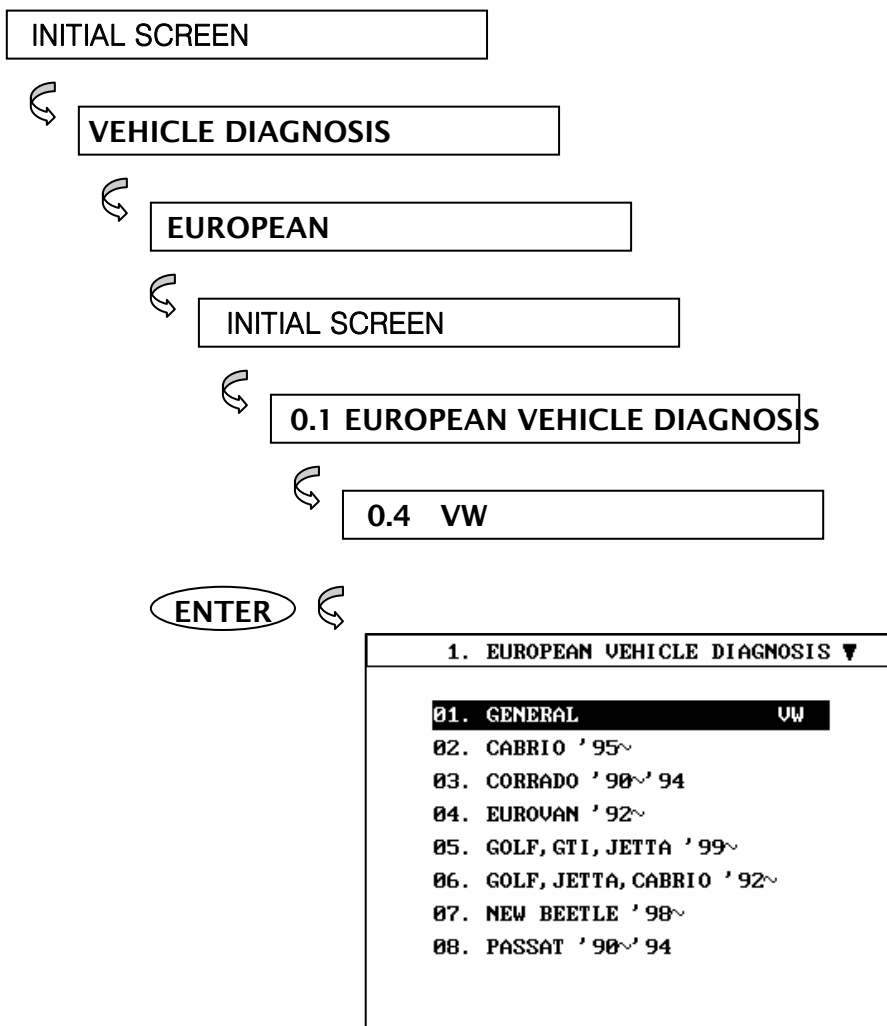 INITIAL SCREEN
VEHICLE DIAGNOSIS
EUROPEAN
INITIAL SCREEN
0.1 EUROPEAN VEHICLE DIAGNOSIS
0.4 VW
ENTER
1. EUROPEAN VEHICLE DIAGNOSIS ▼
01. GENERAL VW
02. CABRIO '95~
03. CORRADO '90~'94
04. EUROVAN '92~
05. GOLF,GTI,JETTA '99~
06. GOLF,JETTA,CABRIO '92~
07. NEW BEETLE '98~
08. PASSAT '90~'94